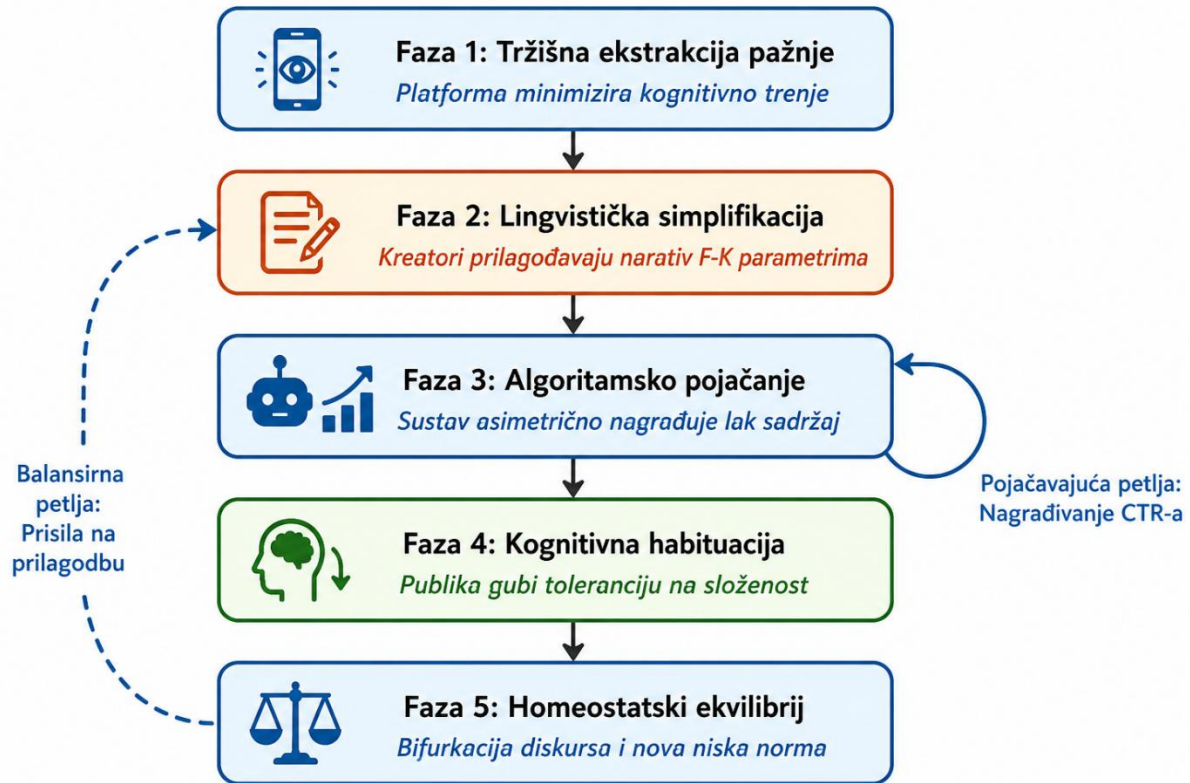 Faza 1: Tržišna ekstrakcija pažnje
Platforma minimizira kognitivno trenje
Faza 2: Lingvistička simplifikacija
Kreatori prilagođavaju narativ F-K parametrima
Faza 3: Algoritamsko pojačanje
Sustav asimetrično nagrađuje lak sadržaj
Balansirna
petlja:
Prisila na
prilagodbu
Pojačavajuća petlja:
Nagrađivanje CTR-a
Faza 4: Kognitivna habituacija
Publika gubi toleranciju na složenost
Faza 5: Homeostatski ekvilibrij
Bifurkacija diskursa i nova niska norma